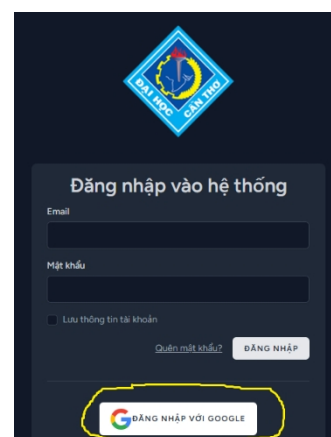 ĐẠI HỌC CẦN THƠ
Đăng nhập vào hệ thống
Email
Mật khẩu
Lưu thông tin tài khoản
Quên mật khẩu?
ĐĂNG NHẬP
ĐĂNG NHẬP VỚI GOOGLE